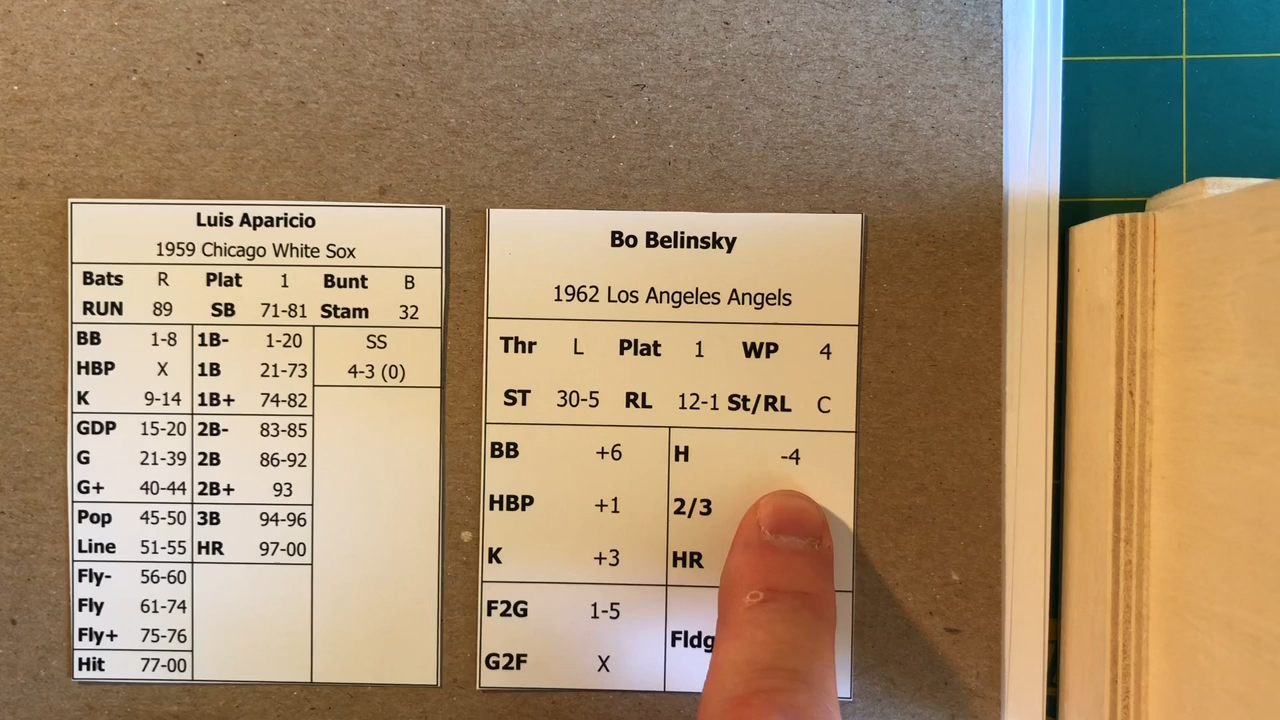 Luis Aparicio
1959 Chicago White Sox
Bats R Plat 1 Bunt B
RUN 89 SB 71-81 Stam 32
BB 1-8 1B- 1-20 SS
HBP X 1B 21-73 4-3 (0)
K 9-14 1B+ 74-82
GDP 15-20 2B- 83-85
G 21-39 2B 86-92
G+ 40-44 2B+ 93
Pop 45-50 3B 94-96
Line 51-55 HR 97-00
Fly- 56-60
Fly 61-74
Fly+ 75-76
Hit 77-00
Bo Belinsky
1962 Los Angeles Angels
Thr L Plat 1 WP 4
ST 30-5 RL 12-1 St/RL C
BB +6 H -4
HBP +1 2/3
K +3 HR
F2G 1-5
Fldg
G2F X